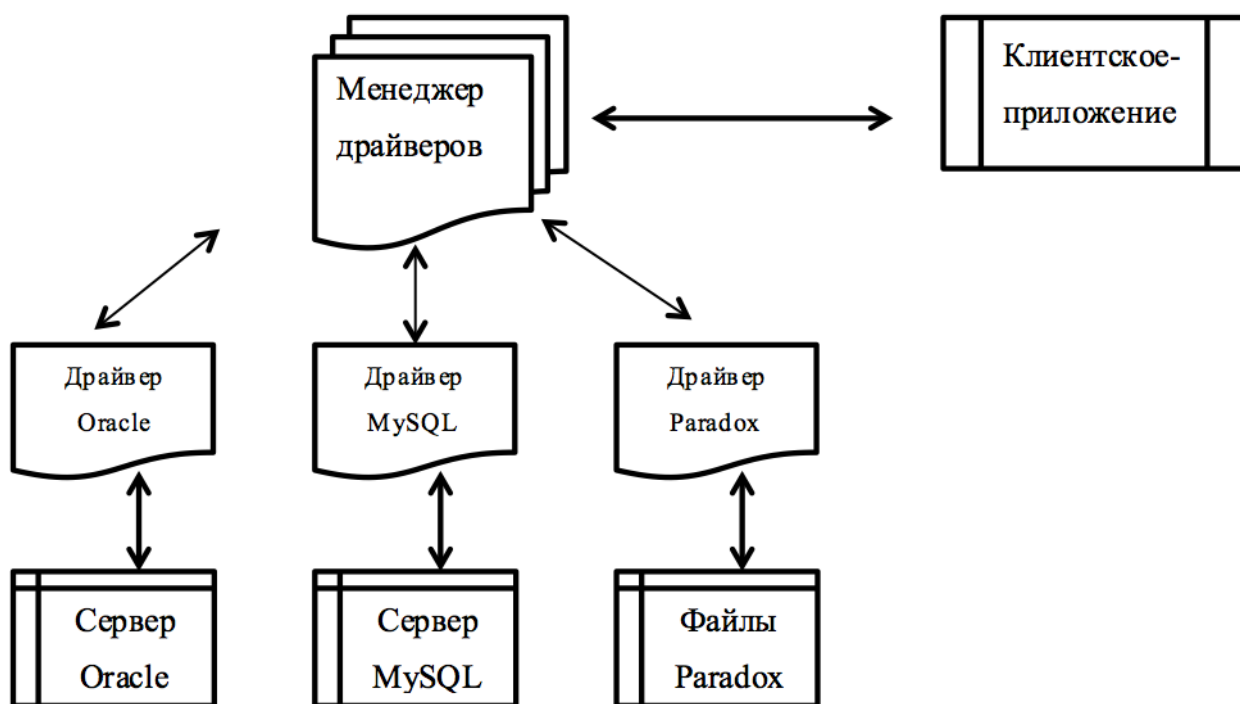 Менеджер
драйверов
Клиентское-
приложение
Драйвер
Oracle
Драйвер
MySQL
Драйвер
Paradox
Сервер
Oracle
Сервер
MySQL
Файлы
Paradox